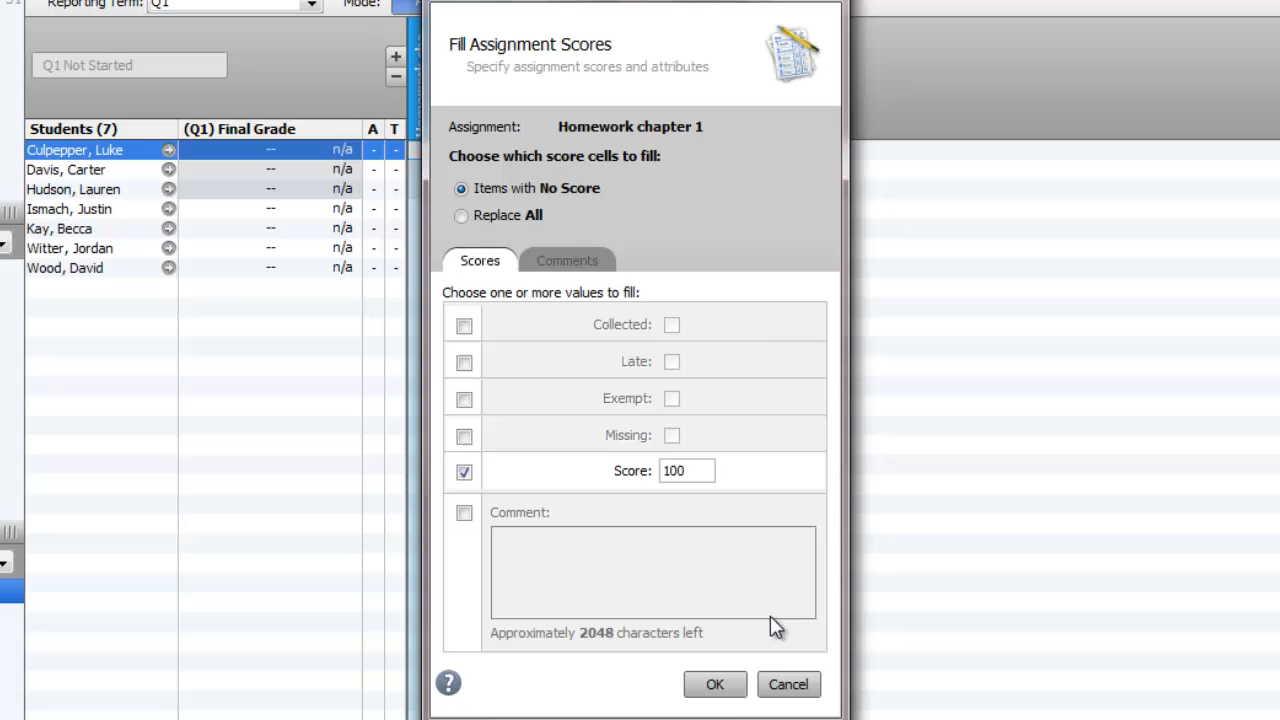 Reporting Term: Q1 Mode:
Q1 Not Started
+
−
Students (7) (Q1) Final Grade A T
Culpepper, Luke -- n/a - -
Davis, Carter -- n/a - -
Hudson, Lauren -- n/a - -
Ismach, Justin -- n/a - -
Kay, Becca -- n/a - -
Witter, Jordan -- n/a - -
Wood, David -- n/a - -
Fill Assignment Scores
Specify assignment scores and attributes
Assignment: Homework chapter 1
Choose which score cells to fill:
Items with No Score
Replace All
Scores Comments
Choose one or more values to fill:
Collected:
Late:
Exempt:
Missing:
Score: 100
Comment:
Approximately 2048 characters left
? OK Cancel